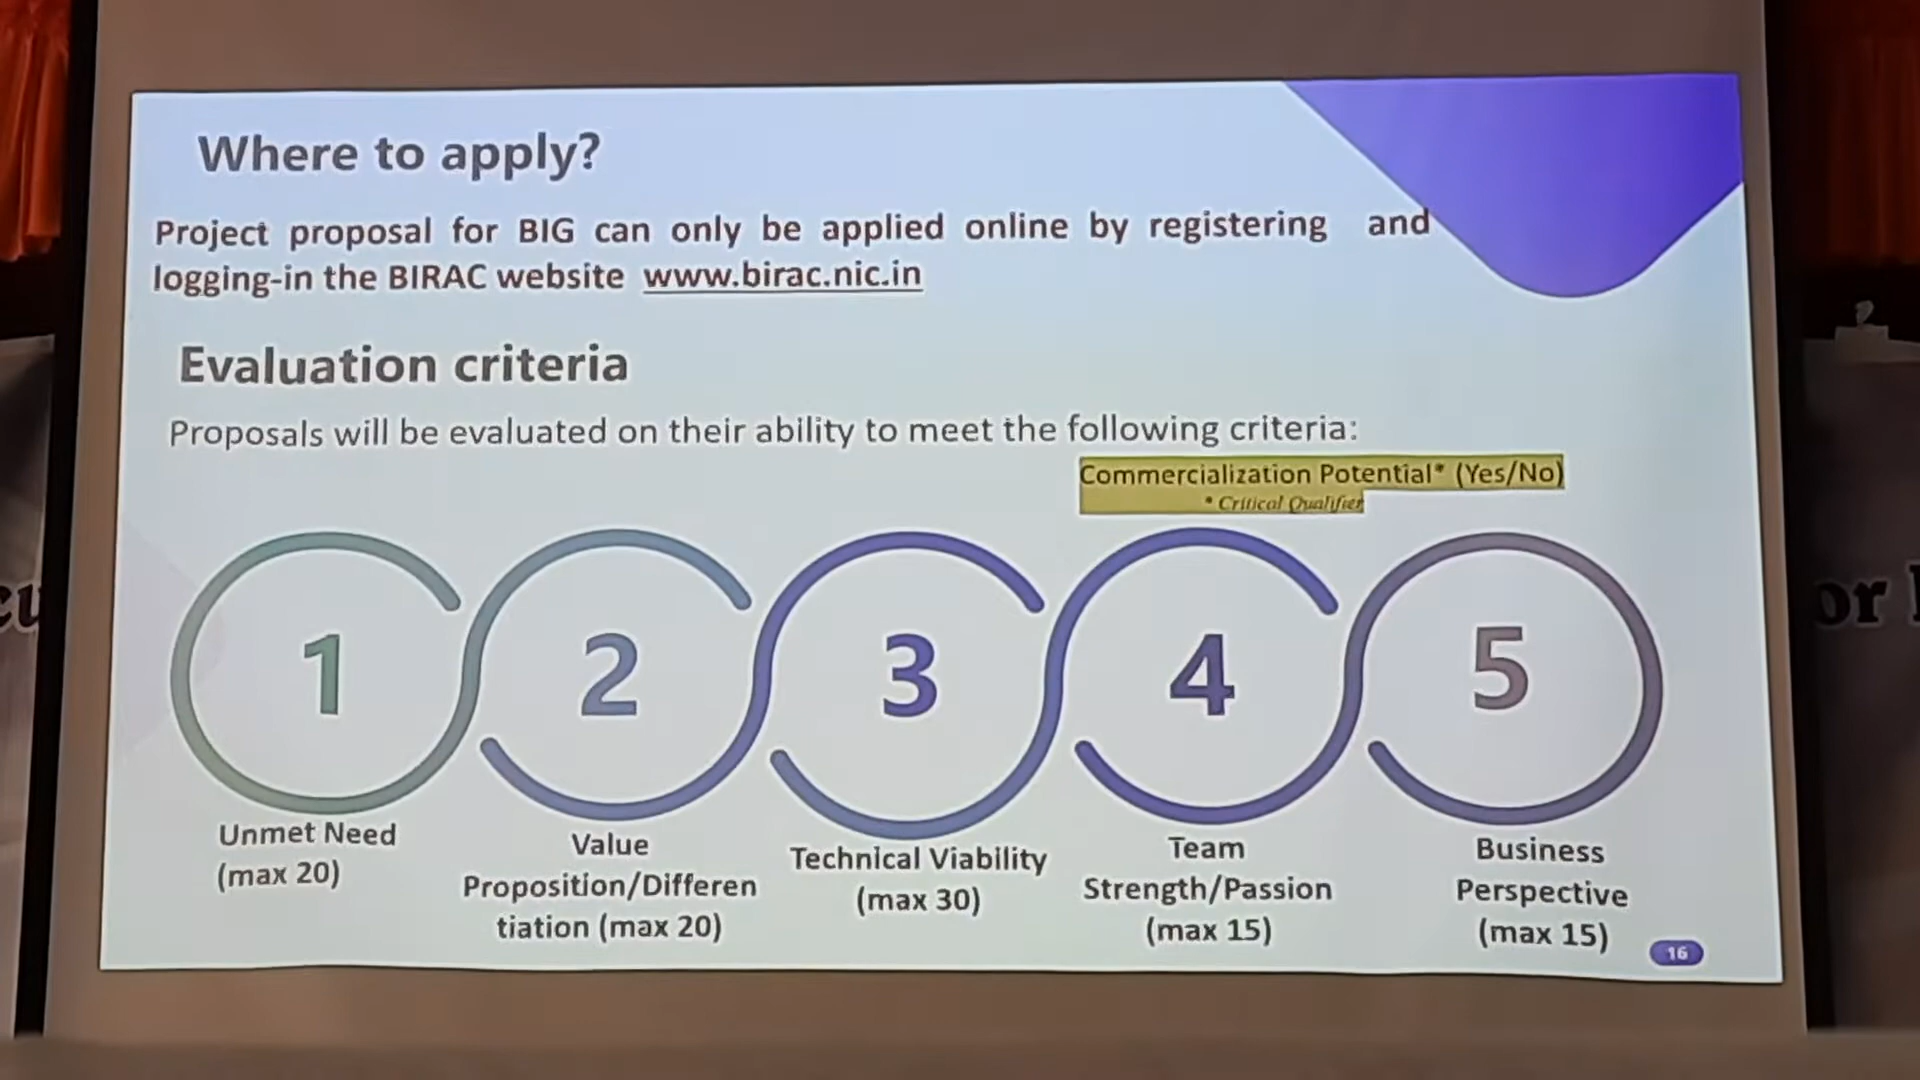 Where to apply?
Project proposal for BIG can only be applied online by registering and
logging-in the BIRAC website www.birac.nic.in
Evaluation criteria
Proposals will be evaluated on their ability to meet the following criteria:
Commercialization Potential* (Yes/No)
* Critical Qualifier
1
2
3
4
5
Unmet Need
(max 20)
Value
Proposition/Differen
tiation (max 20)
Technical Viability
(max 30)
Team
Strength/Passion
(max 15)
Business
Perspective
(max 15)
16
or